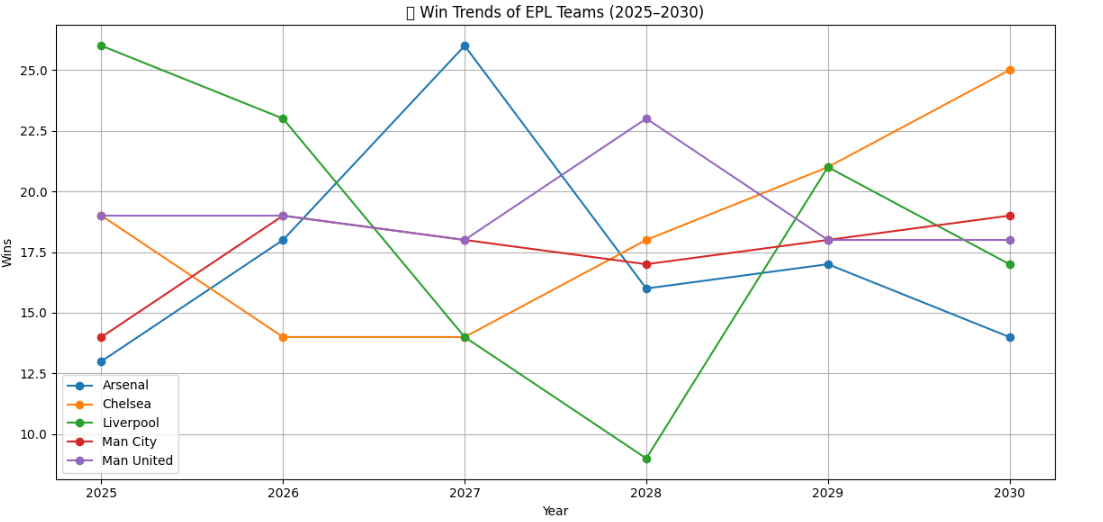 ▯ Win Trends of EPL Teams (2025–2030)
25.0
22.5
20.0
17.5
15.0
12.5
10.0
Wins
Arsenal
Chelsea
Liverpool
Man City
Man United
2025 2026 2027 2028 2029 2030
Year